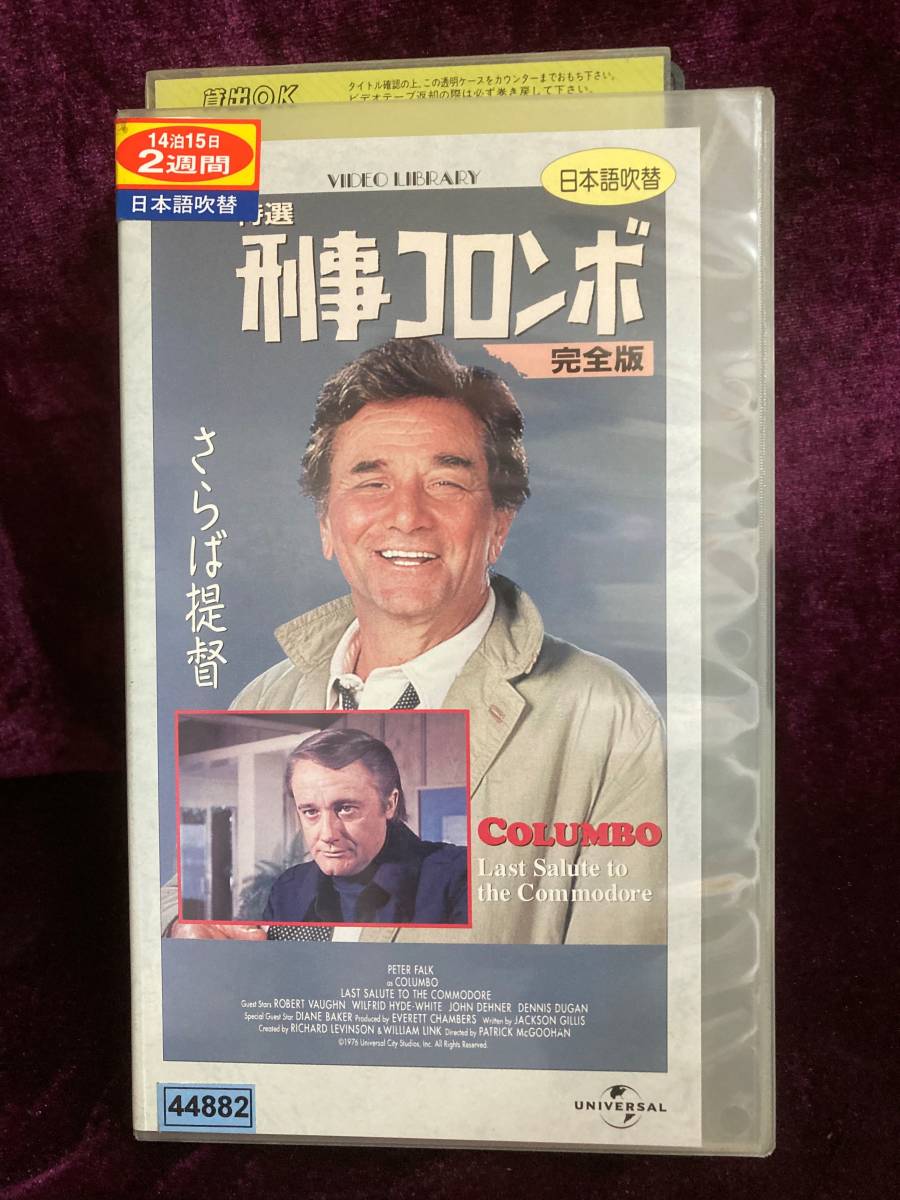 貸出OK
タイトル確認の上、この透明ケースをカウンターまでおもち下さい。
ビデオテープ返却の際は必ず巻き戻して下さい。
14泊15日
2週間
日本語吹替
VIDEO LIBRARY
日本語吹替
特選
刑事コロンボ
完全版
さらば提督
COLUMBO
Last Salute to
the Commodore
PETER FALK
as COLUMBO
LAST SALUTE TO THE COMMODORE
Guest Stars ROBERT VAUGHN WILFRID HYDE-WHITE JOHN DEHNER DENNIS DUGAN
Special Guest Star DIANE BAKER Produced by EVERETT CHAMBERS Written by JACKSON GILLIS
Created by RICHARD LEVINSON & WILLIAM LINK Directed by PATRICK McGOOHAN
©1976 Universal City Studios, Inc. All Rights Reserved.
44882
UNIVERSAL